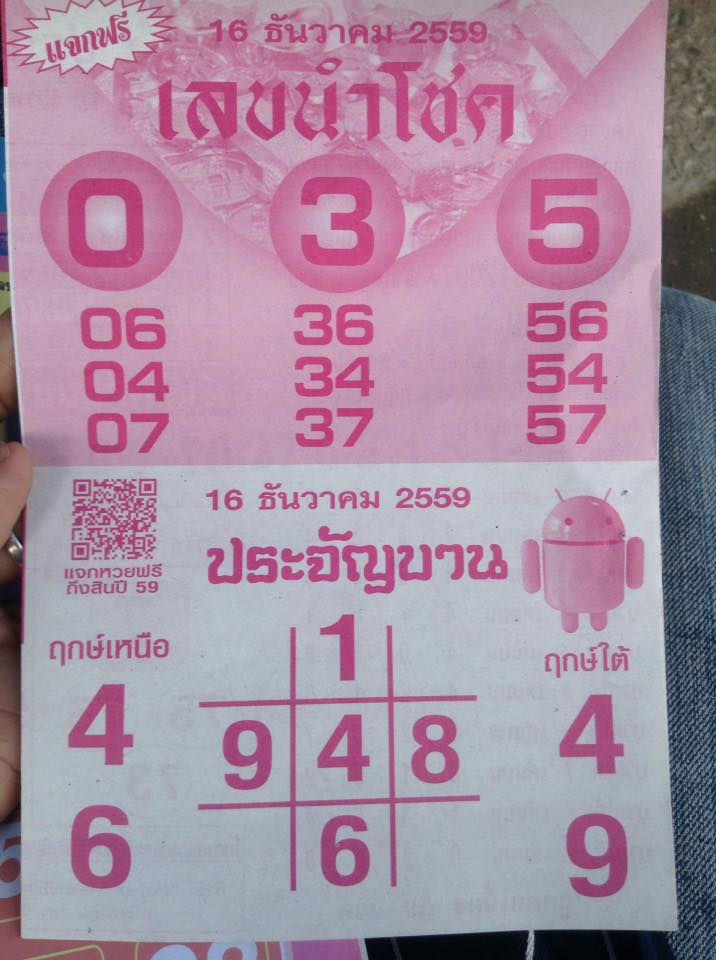 แจกฟรี
16 ธันวาคม 2559
เลขนำโชค
0 3 5
06 36 56
04 34 54
07 37 57
16 ธันวาคม 2559
ประจัญบาน
แจกหวยฟรี
ถึงสิ้นปี 59
ฤกษ์เหนือ
ฤกษ์ใต้
1
4 9 4 8 4
6 6 9